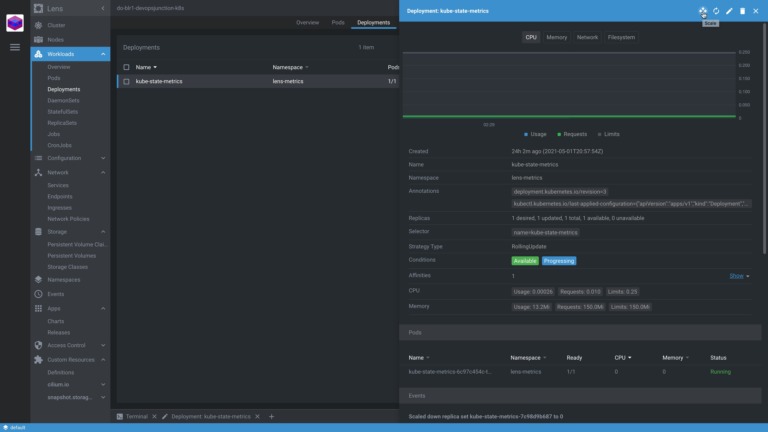 Lens
do-blr1-devopsjunction-k8s
Deployment: kube-state-metrics
Scale
Cluster
Nodes
Workloads
Overview
Pods
Deployments
DaemonSets
StatefulSets
ReplicaSets
Jobs
CronJobs
Configuration
Network
Services
Endpoints
Ingresses
Network Policies
Storage
Persistent Volume Clai...
Persistent Volumes
Storage Classes
Namespaces
Events
Apps
Charts
Releases
Access Control
Custom Resources
Definitions
cilium.io
snapshot.storag...
Overview Pods Deployments
Deployments 1 item
Name Namespace Pods
kube-state-metrics lens-metrics 1/1
Terminal Deployment: kube-state-metrics
CPU Memory Network Filesystem
0.250
0.200
0.150
0.100
0.050
0
Usage Requests Limits
Created 24h 2m ago (2021-05-01T20:57:54Z)
Name kube-state-metrics
Namespace lens-metrics
Annotations deployment.kubernetes.io/revision=3
kubectl.kubernetes.io/last-applied-configuration={"apiVersion":"apps/v1","kind":"Deployment","...
Replicas 1 desired, 1 updated, 1 total, 1 available, 0 unavailable
Selector name=kube-state-metrics
Strategy Type RollingUpdate
Conditions Available Progressing
Affinities 1 Show
CPU Usage: 0.00026 Requests: 0.010 Limits: 0.25
Memory Usage: 13.2Mi Requests: 150.0Mi Limits: 150.0Mi
Pods
Name Namespace Ready CPU Memory Status
kube-state-metrics-6c97c454c-t... lens-metrics 1/1 0 0 Running
Events
Scaled down replica set kube-state-metrics-7c98d9b687 to 0
default